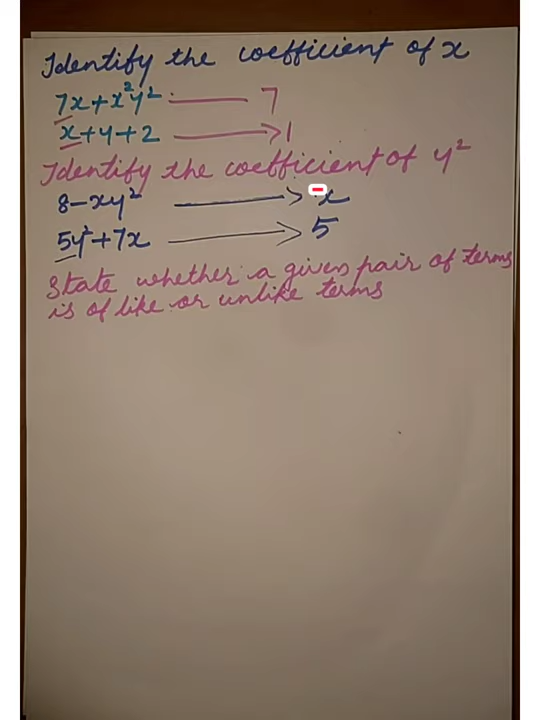 Identify the coefficient of x
7x + x²y² —— 7
x + y + 2 ——> 1
Identify the coefficient of y²
8 - xy² ——> -x
5y² + 7x ——> 5
State whether a given pair of terms
is of like or unlike terms